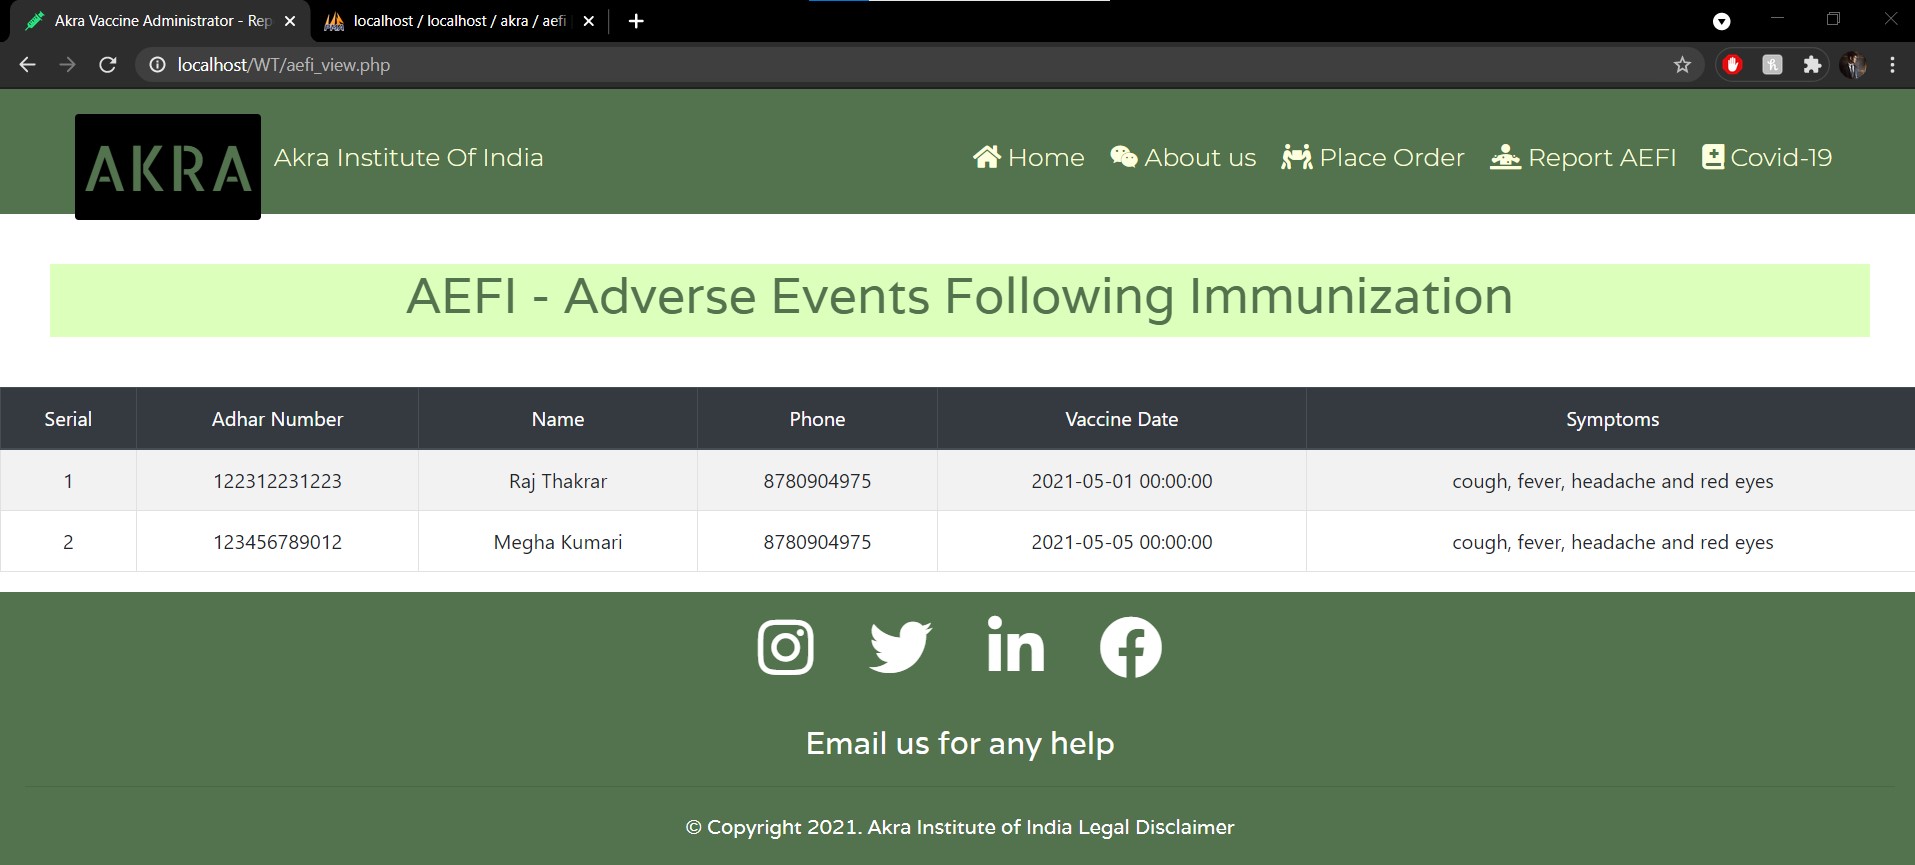 Akra Vaccine Administrator - Rep
localhost / localhost / akra / aefi
localhost/WT/aefi_view.php
AKRA
Akra Institute Of India
Home
About us
Place Order
Report AEFI
Covid-19
AEFI - Adverse Events Following Immunization
Serial Adhar Number Name Phone Vaccine Date Symptoms
1 122312231223 Raj Thakrar 8780904975 2021-05-01 00:00:00 cough, fever, headache and red eyes
2 123456789012 Megha Kumari 8780904975 2021-05-05 00:00:00 cough, fever, headache and red eyes
Email us for any help
© Copyright 2021. Akra Institute of India Legal Disclaimer